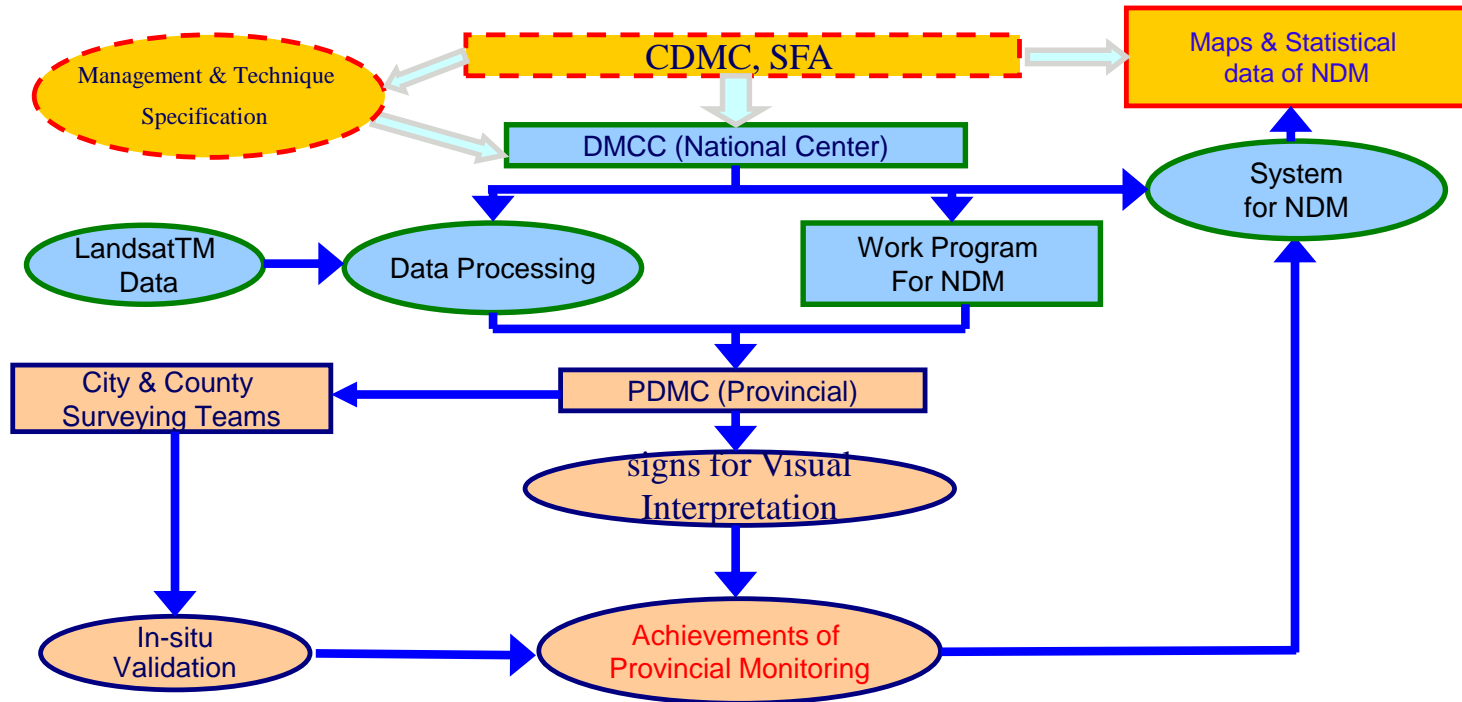 CDMC, SFA
Management & Technique
Specification
Maps & Statistical
data of NDM
DMCC (National Center)
System
for NDM
LandsatTM
Data
Data Processing
Work Program
For NDM
City & County
Surveying Teams
PDMC (Provincial)
signs for Visual
Interpretation
In-situ
Validation
Achievements of
Provincial Monitoring